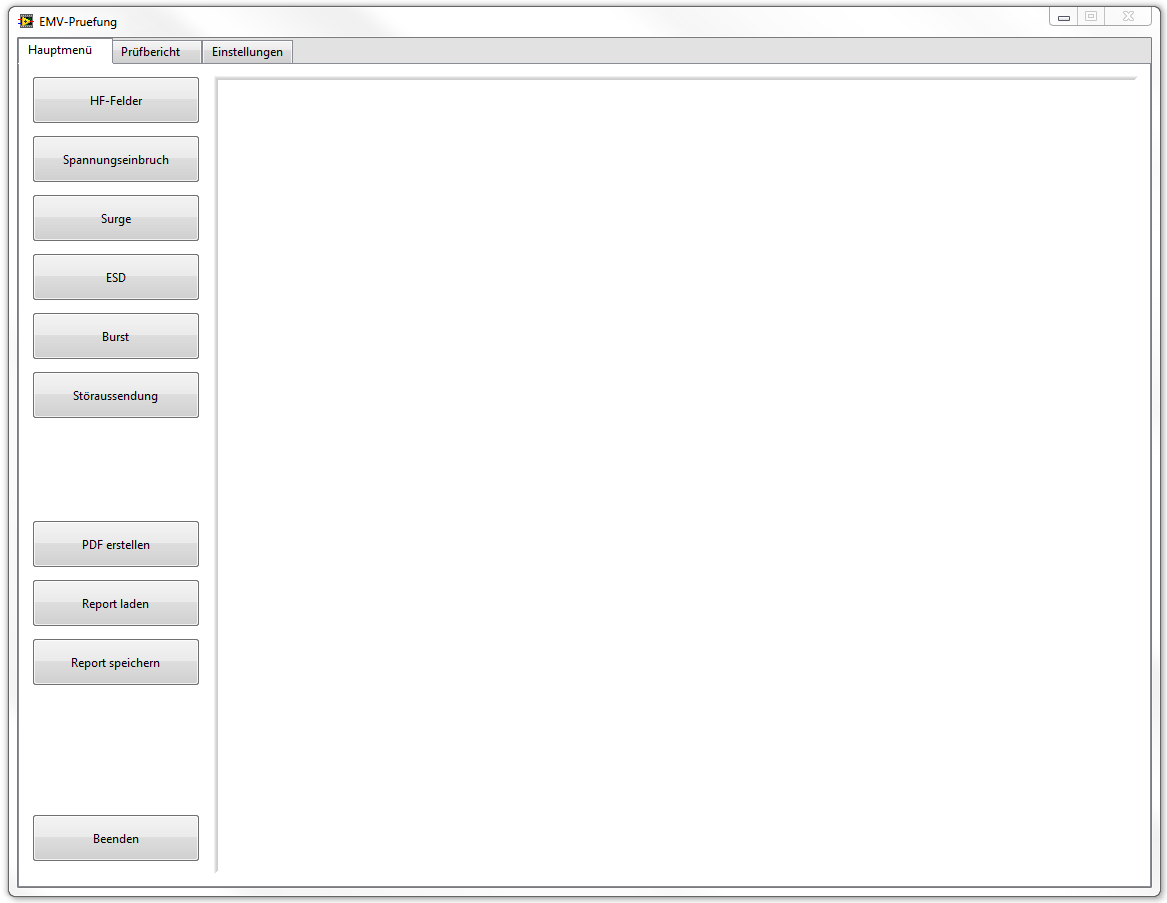 EMV-Pruefung
Hauptmenü
Prüfbericht
Einstellungen
HF-Felder
Spannungseinbruch
Surge
ESD
Burst
Störaussendung
PDF erstellen
Report laden
Report speichern
Beenden